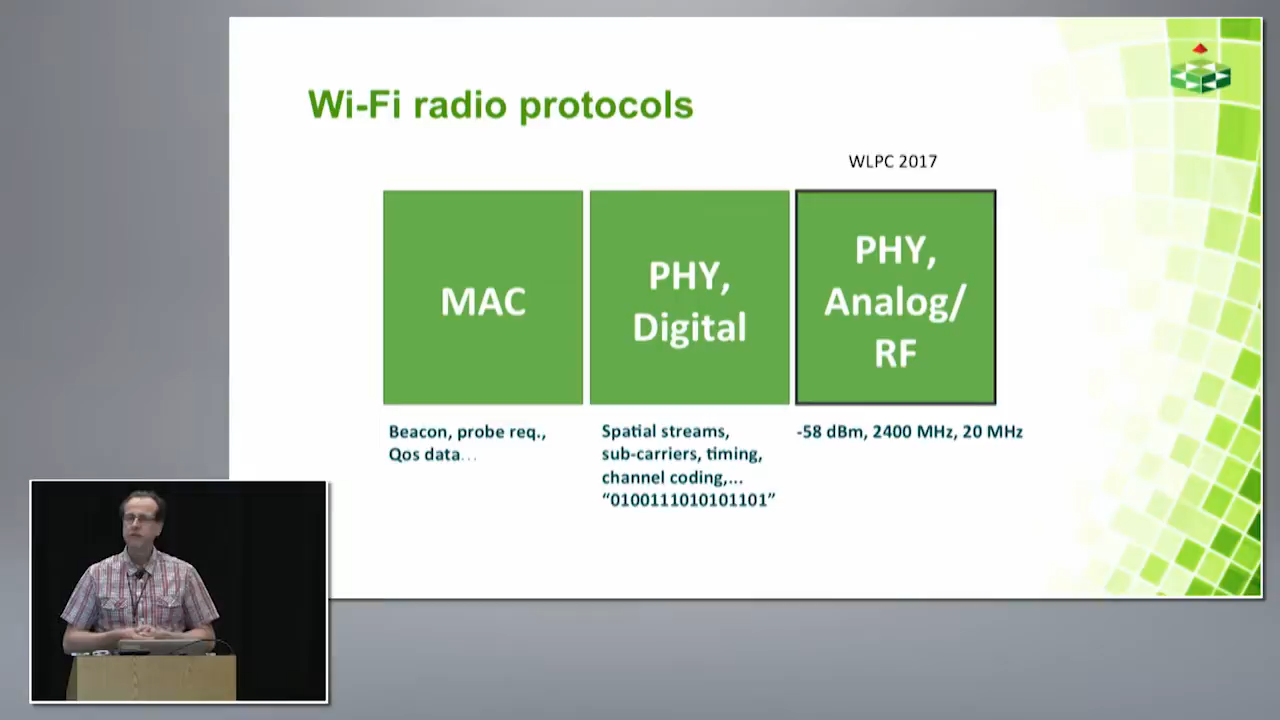 Wi-Fi radio protocols
WLPC 2017
MAC
PHY,
Digital
PHY,
Analog/
RF
Beacon, probe req.,
Qos data...
Spatial streams,
sub-carriers, timing,
channel coding,...
“0100111010101101”
-58 dBm, 2400 MHz, 20 MHz